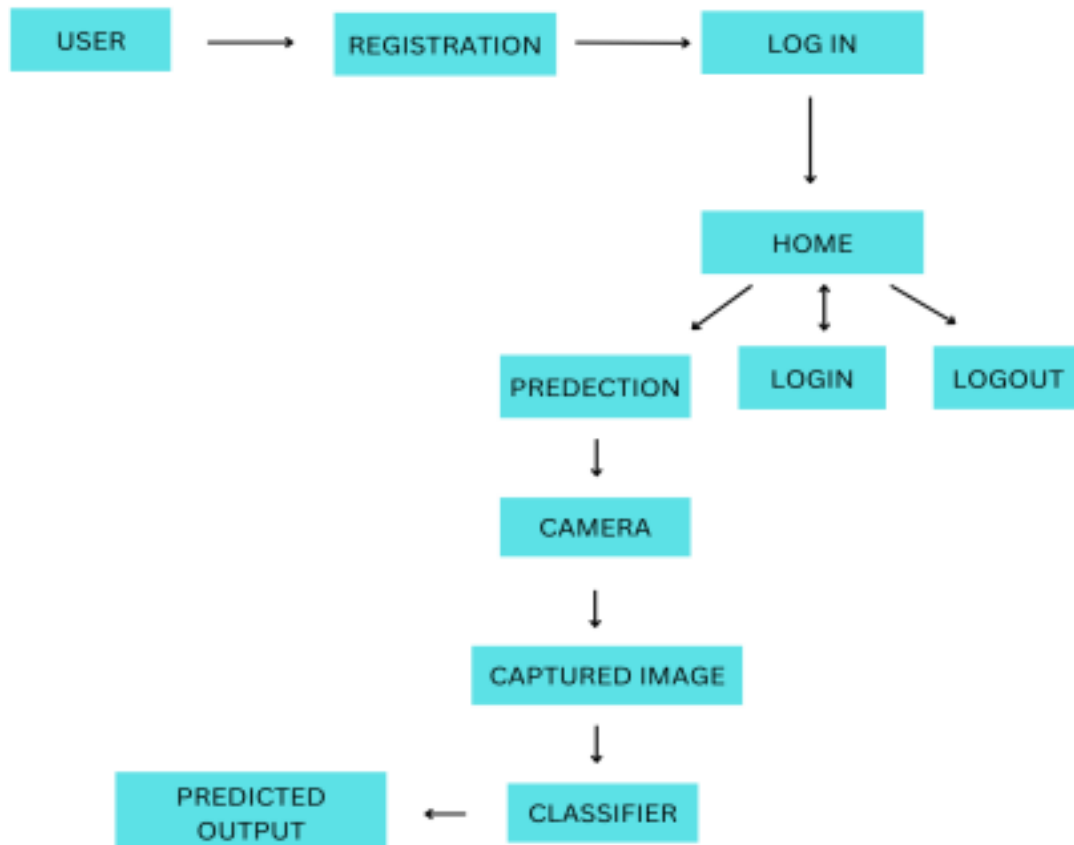 USER
REGISTRATION
LOG IN
HOME
PREDECTION
LOGIN
LOGOUT
CAMERA
CAPTURED IMAGE
PREDICTED
OUTPUT
CLASSIFIER